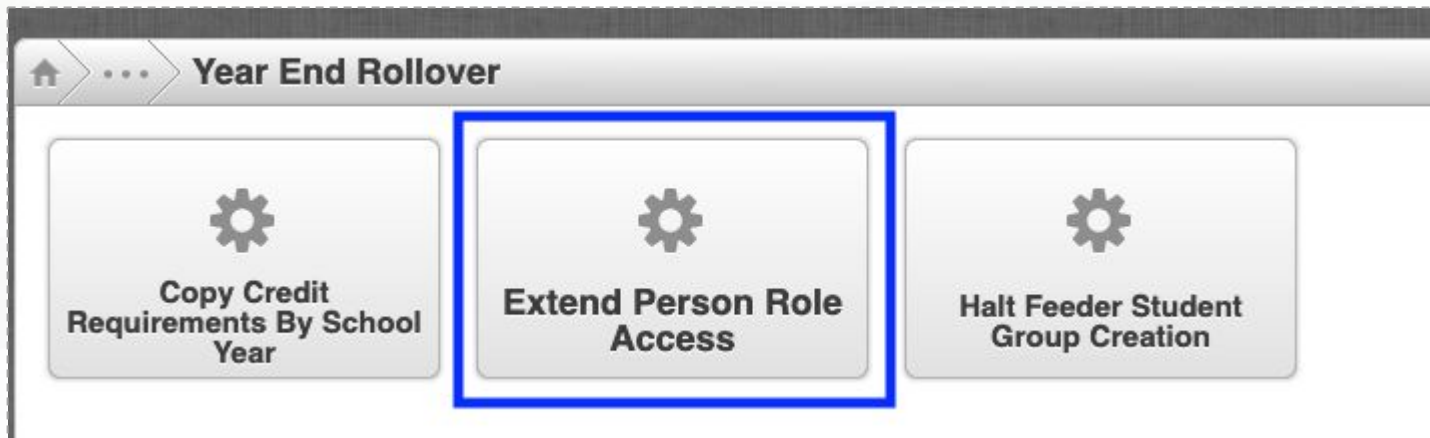 Year End Rollover
Copy Credit
Requirements By School
Year
Extend Person Role
Access
Halt Feeder Student
Group Creation